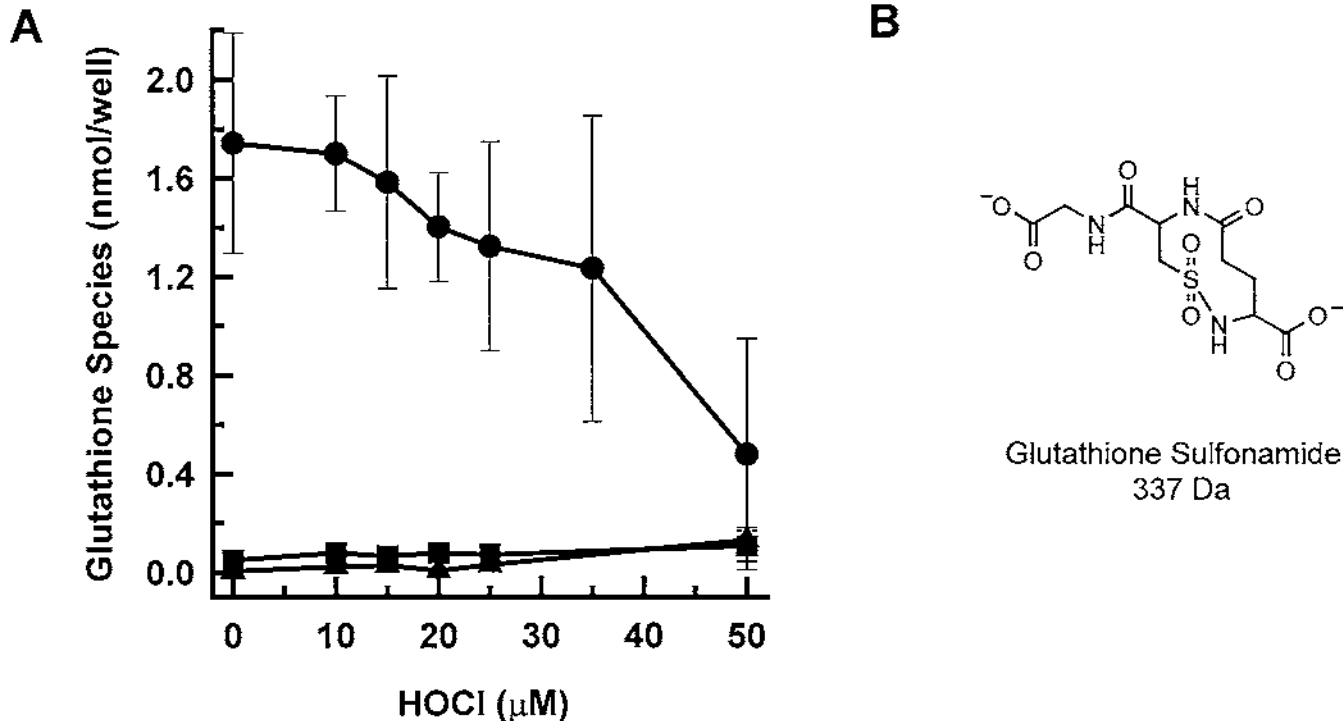 A
Glutathione Species (nmol/well)
2.0
1.6
1.2
0.8
0.4
0.0
0
10
20
30
40
50
HOCl (μM)
B
⁻O
O
O
N
H
O
H
N
O
O
S
O
N
H
O
O⁻
Glutathione Sulfonamide
337 Da